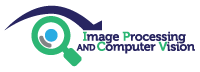 Image Processing
AND Computer Vision